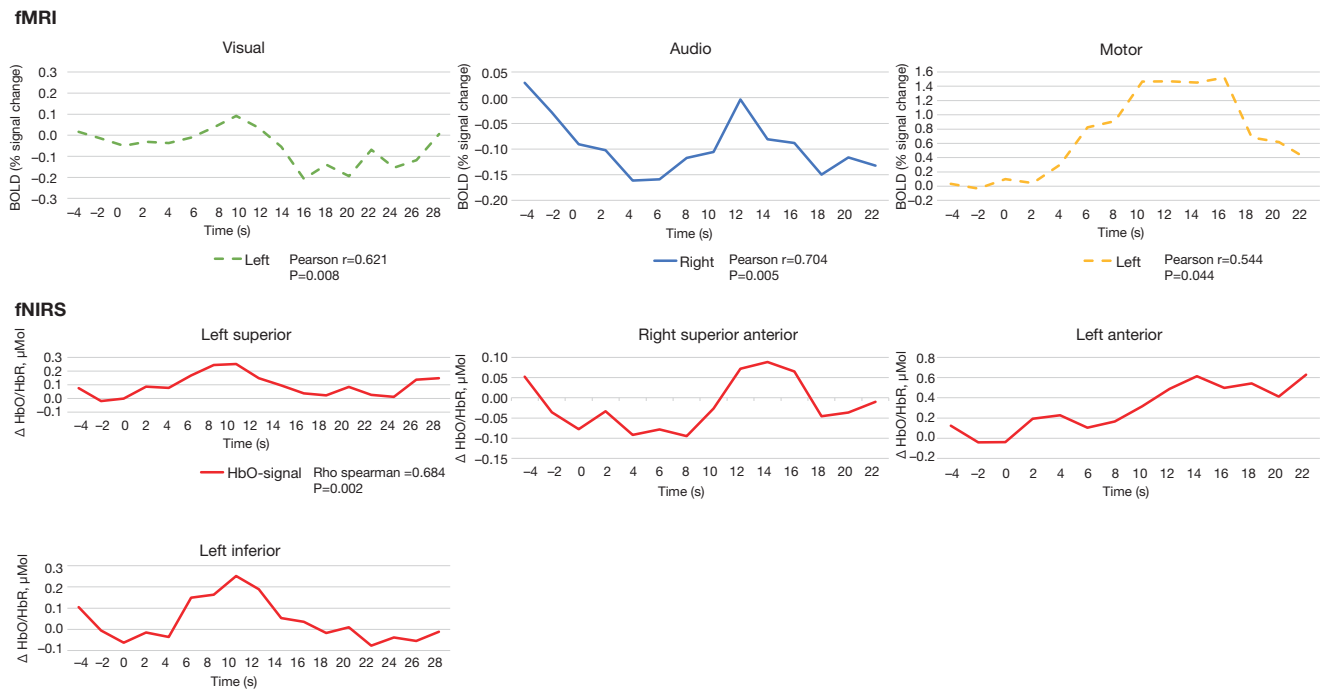 fMRI
Visual
BOLD (% signal change)
0.3
0.2
0.1
0.0
−0.1
−0.2
−0.3
−4 −2 0 2 4 6 8 10 12 14 16 18 20 22 24 26 28
Time (s)
Left
Pearson r=0.621
P=0.008
Audio
BOLD (% signal change)
0.05
0.00
−0.05
−0.10
−0.15
−0.20
−4 −2 0 2 4 6 8 10 12 14 16 18 20 22
Time (s)
Right
Pearson r=0.704
P=0.005
Motor
BOLD (% signal change)
1.6
1.4
1.2
1.0
0.8
0.6
0.4
0.2
0.0
−0.2
−4 −2 0 2 4 6 8 10 12 14 16 18 20 22
Time (s)
Left
Pearson r=0.544
P=0.044
fNIRS
Left superior
Δ HbO/HbR, µMol
0.3
0.2
0.1
0.0
−0.1
−4 −2 0 2 4 6 8 10 12 14 16 18 20 22 24 26 28
Time (s)
HbO-signal
Rho spearman =0.684
P=0.002
Right superior anterior
Δ HbO/HbR, µMol
0.10
0.05
0.00
−0.05
−0.10
−0.15
−4 −2 0 2 4 6 8 10 12 14 16 18 20 22
Time (s)
Left anterior
Δ HbO/HbR, µMol
0.8
0.6
0.4
0.2
0.0
−0.2
−4 −2 0 2 4 6 8 10 12 14 16 18 20 22
Time (s)
Left inferior
Δ HbO/HbR, µMol
0.3
0.2
0.1
0.0
−0.1
−4 −2 0 2 4 6 8 10 12 14 16 18 20 22 24 26 28
Time (s)